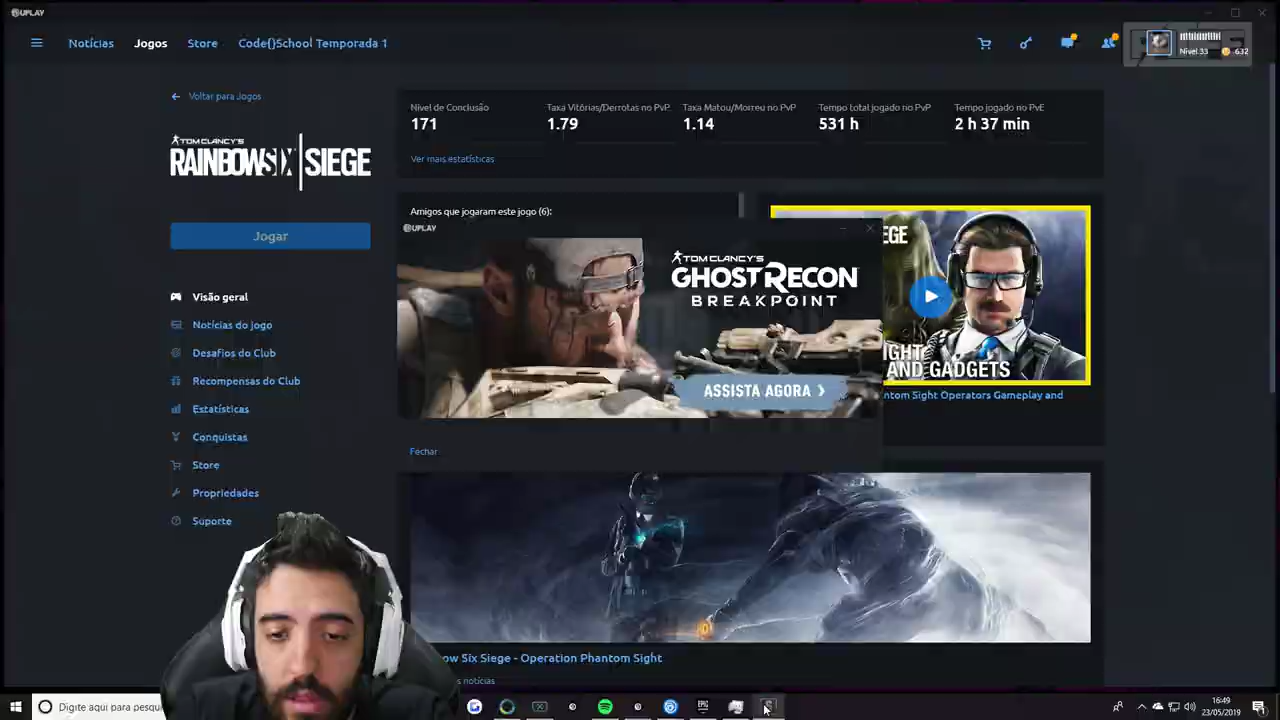 UPLAY
Notícias Jogos Store Code{}School Temporada 1
Nível 33 632
Voltar para Jogos
TOM CLANCY'S
RAINBOWSIX|SIEGE
Jogar
Visão geral
Notícias do jogo
Desafios do Club
Recompensas do Club
Estatísticas
Conquistas
Store
Propriedades
Suporte
Nível de Conclusão Taxa Vitórias/Derrotas no PvP Taxa Matou/Morreu no PvP Tempo total jogado no PvP Tempo jogado no PvE
171 1.79 1.14 531 h 2 h 37 min
Ver mais estatísticas
Amigos que jogaram este jogo (6):
UPLAY
TOM CLANCY'S
GHOST RECON
BREAKPOINT
ASSISTA AGORA
Fechar
EGE
IGHT
AND GADGETS
ntom Sight Operators Gameplay and
ow Six Siege - Operation Phantom Sight
s notícias
Digite aqui para pesqui
16:49
23/05/2019